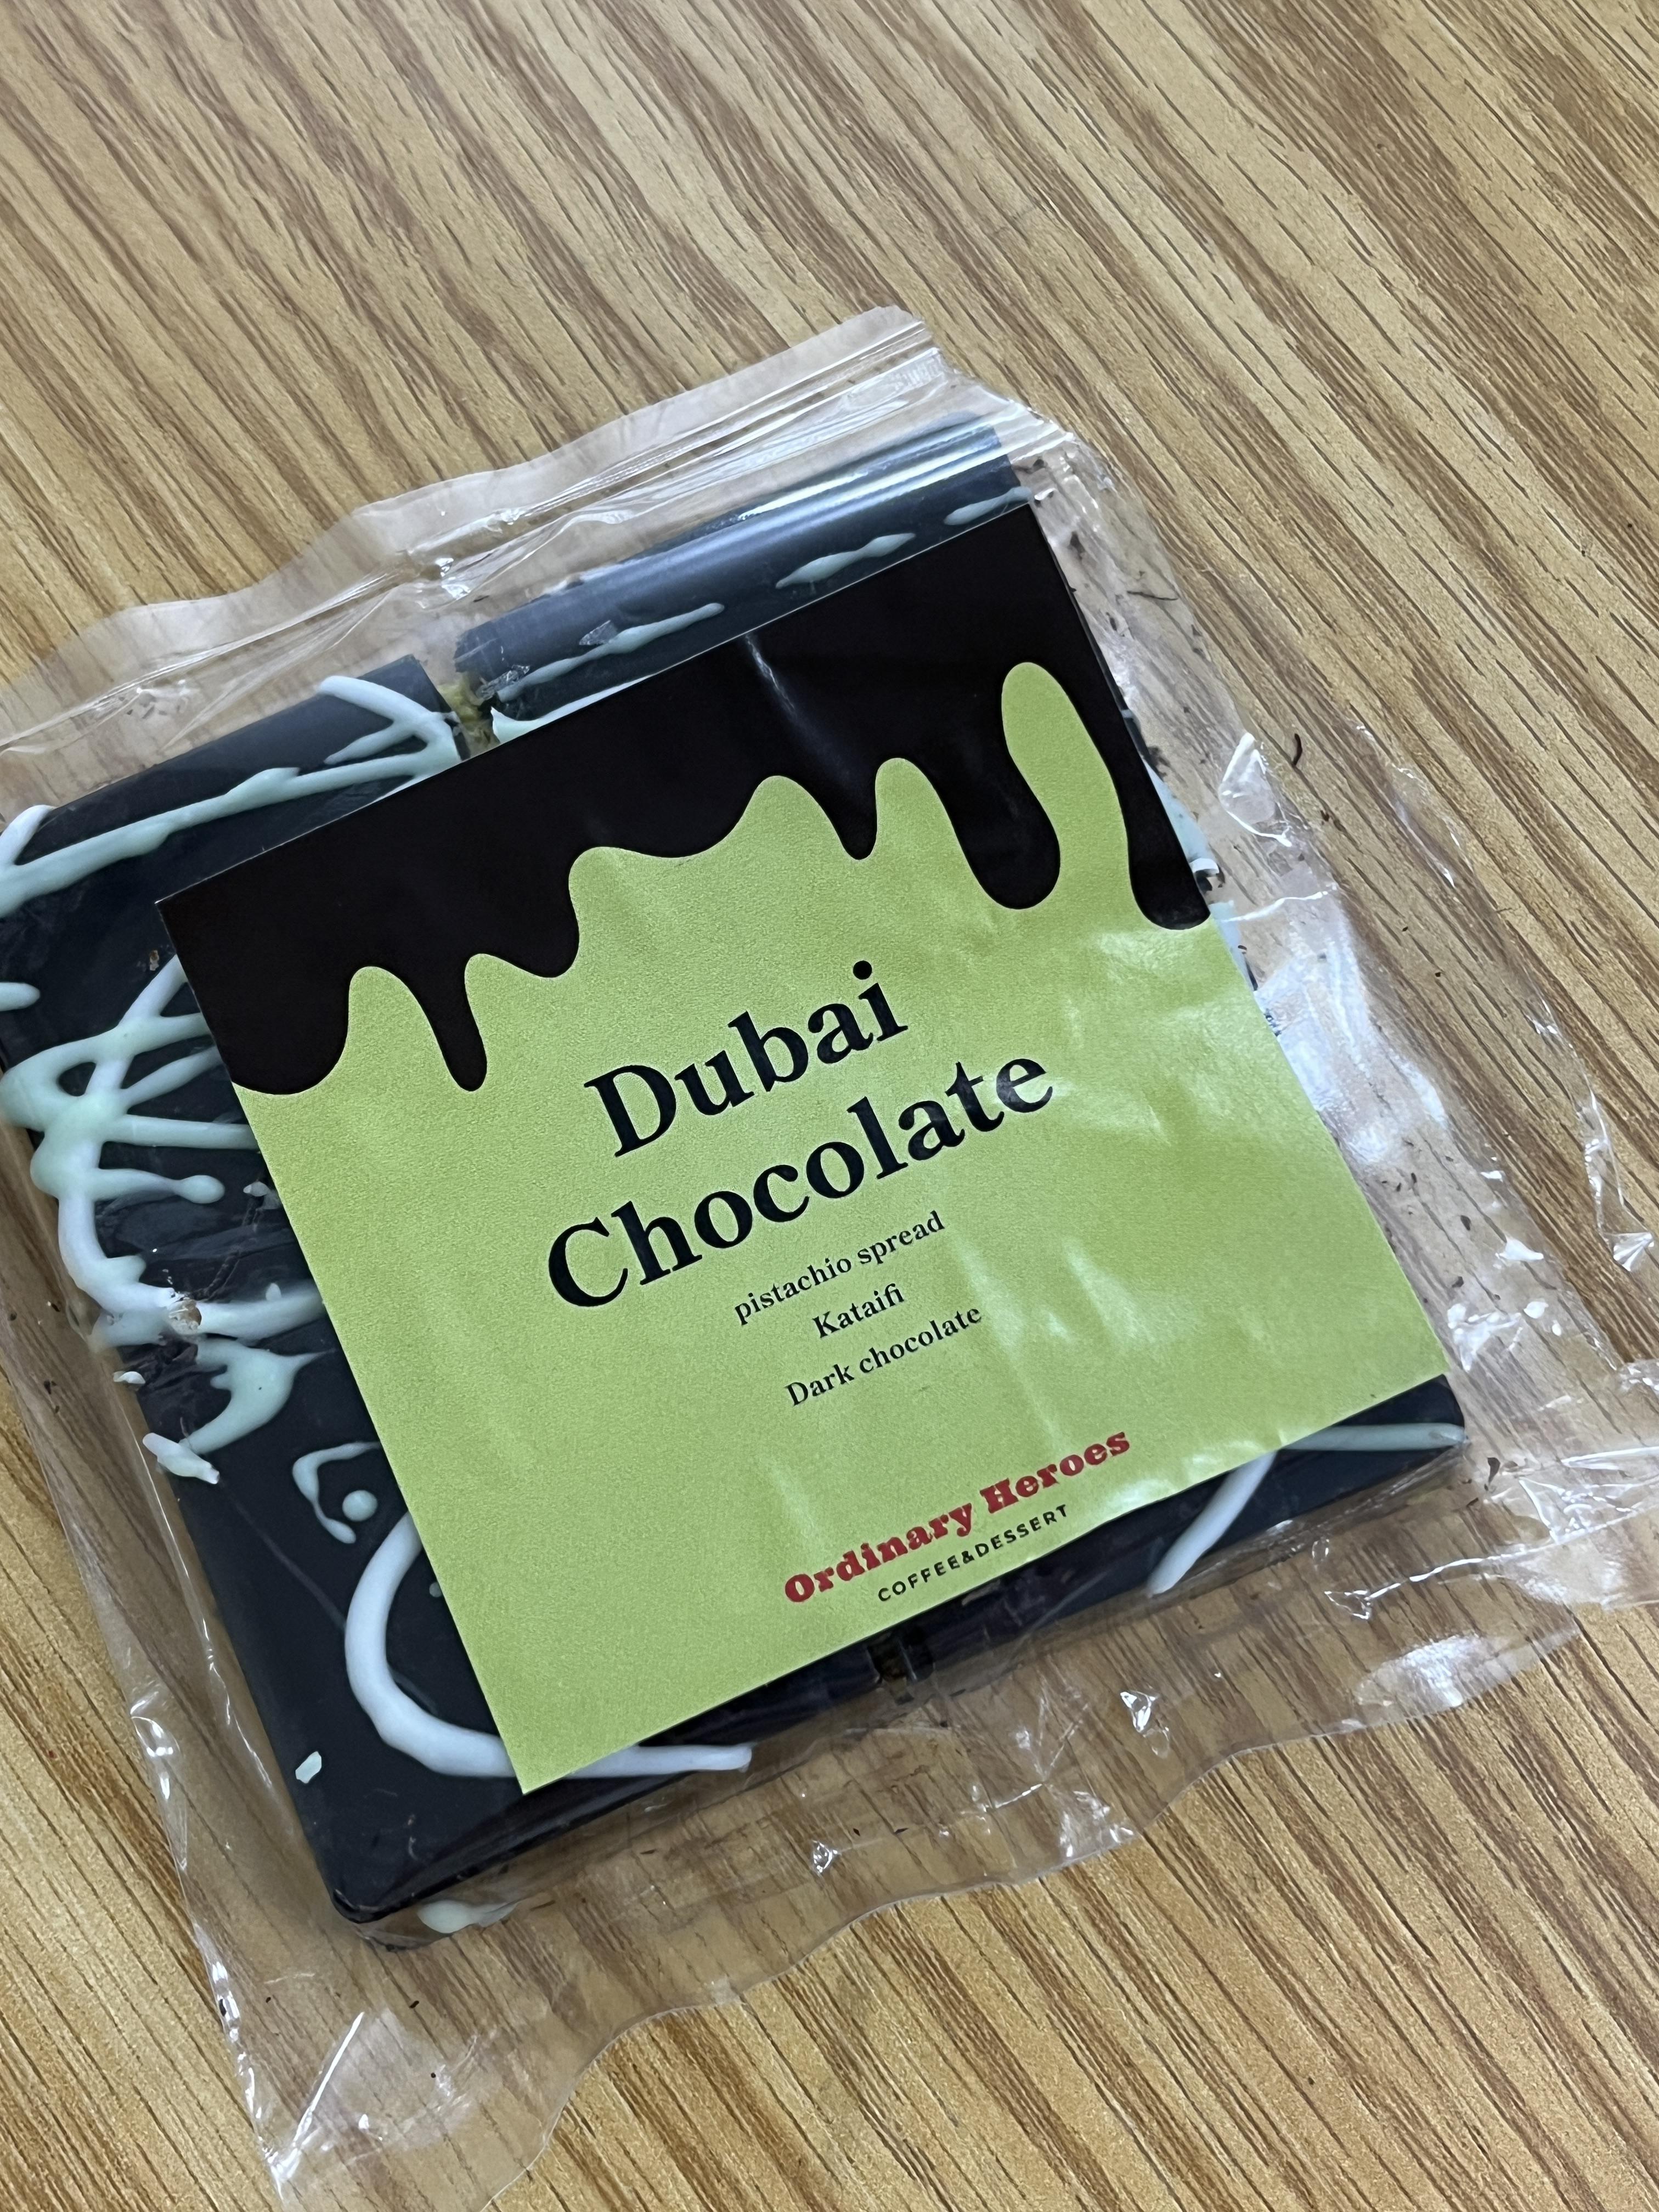 Dubai
Chocolate
pistachio spread
Kataifi
Dark chocolate
Ordinary Heroes
COFFEE&DESSERT